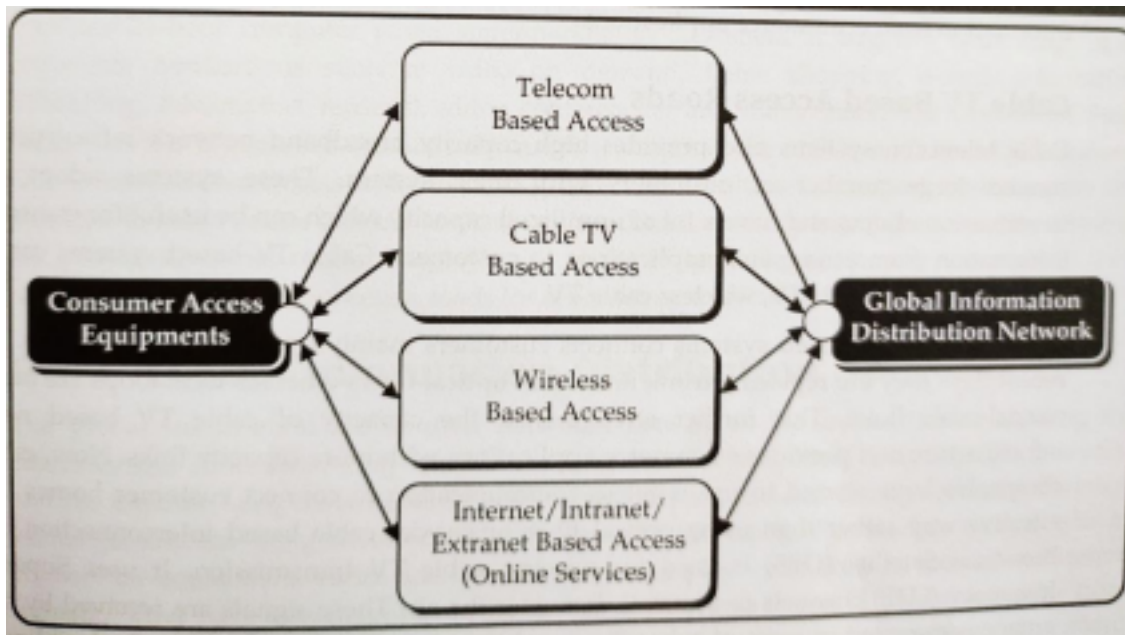 Consumer Access
Equipments
Telecom
Based Access
Cable TV
Based Access
Wireless
Based Access
Internet/Intranet/
Extranet Based Access
(Online Services)
Global Information
Distribution Network